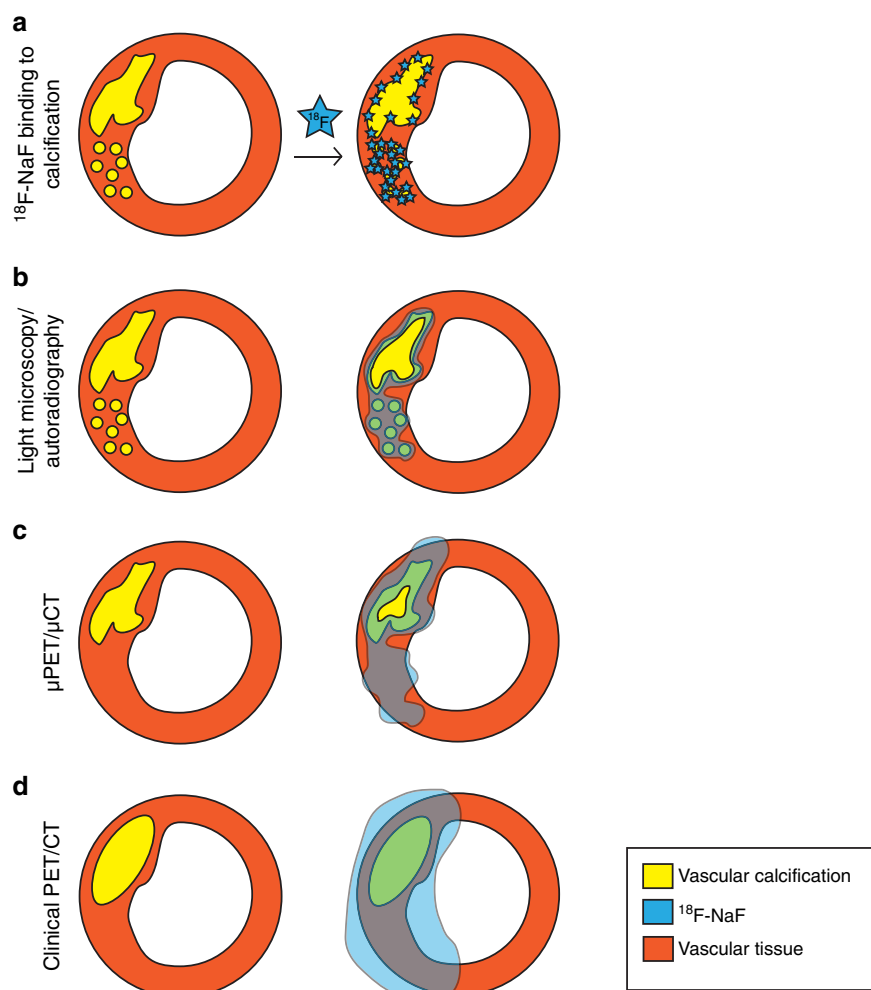 a
¹⁸F-NaF binding to
calcification
¹⁸F
b
Light microscopy/
autoradiography
c
µPET/µCT
d
Clinical PET/CT
Vascular calcification
¹⁸F-NaF
Vascular tissue